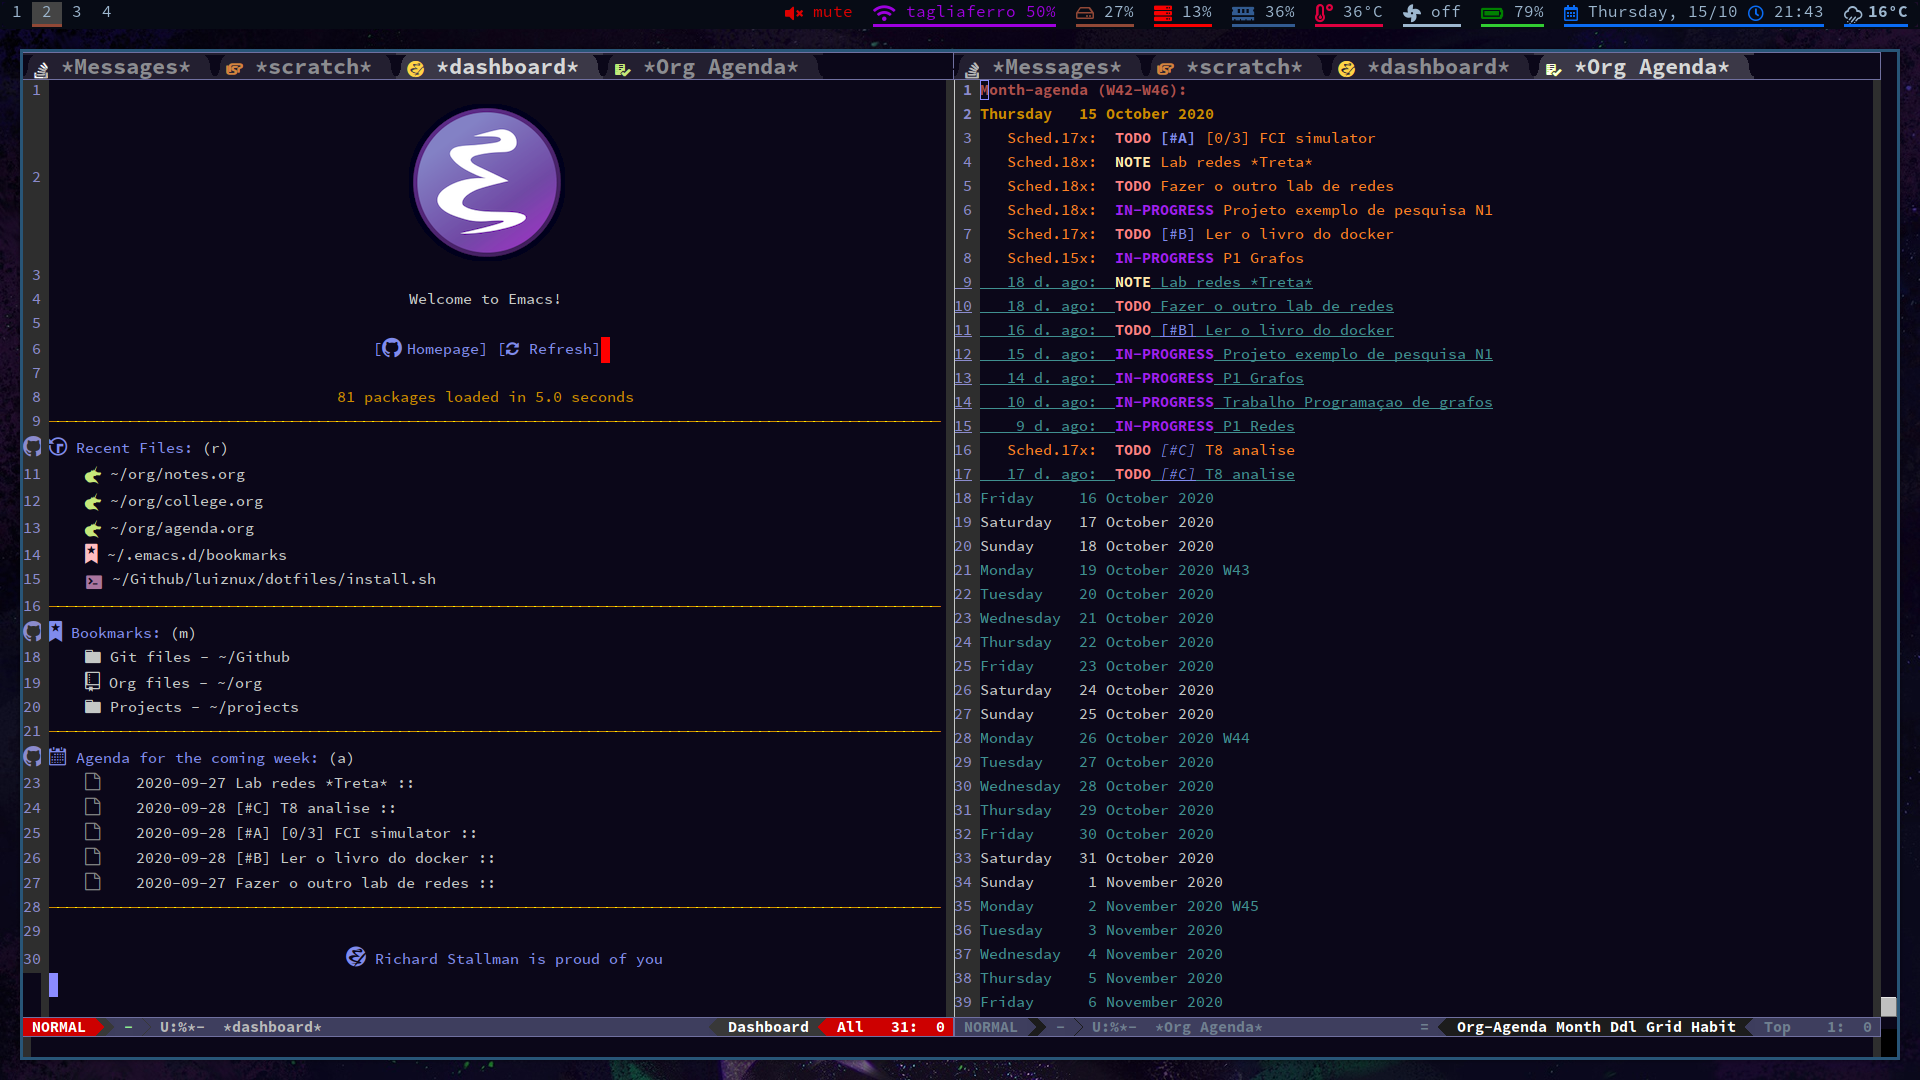 1 2 3 4 mute tagliaferro 50% 27% 13% 36% 36°C off 79% Thursday, 15/10 21:43 16°C
*Messages* *scratch* *dashboard* *Org Agenda*
1
2
3
4 Welcome to Emacs!
5
6 [Homepage] [Refresh]
7
8 81 packages loaded in 5.0 seconds
9
Recent Files: (r)
11 ~/org/notes.org
12 ~/org/college.org
13 ~/org/agenda.org
14 ~/.emacs.d/bookmarks
15 ~/Github/luiznux/dotfiles/install.sh
16
Bookmarks: (m)
18 Git files - ~/Github
19 Org files - ~/org
20 Projects - ~/projects
21
Agenda for the coming week: (a)
23 2020-09-27 Lab redes *Treta* ::
24 2020-09-28 [#C] T8 analise ::
25 2020-09-28 [#A] [0/3] FCI simulator ::
26 2020-09-28 [#B] Ler o livro do docker ::
27 2020-09-27 Fazer o outro lab de redes ::
28
29
30 Richard Stallman is proud of you
NORMAL - U:%*- *dashboard* Dashboard All 31: 0
*Messages* *scratch* *dashboard* *Org Agenda*
1 Month-agenda (W42-W46):
2 Thursday 15 October 2020
3 Sched.17x: TODO [#A] [0/3] FCI simulator
4 Sched.18x: NOTE Lab redes *Treta*
5 Sched.18x: TODO Fazer o outro lab de redes
6 Sched.18x: IN-PROGRESS Projeto exemplo de pesquisa N1
7 Sched.17x: TODO [#B] Ler o livro do docker
8 Sched.15x: IN-PROGRESS P1 Grafos
9 18 d. ago: NOTE Lab redes *Treta*
10 18 d. ago: TODO Fazer o outro lab de redes
11 16 d. ago: TODO [#B] Ler o livro do docker
12 15 d. ago: IN-PROGRESS Projeto exemplo de pesquisa N1
13 14 d. ago: IN-PROGRESS P1 Grafos
14 10 d. ago: IN-PROGRESS Trabalho Programaçao de grafos
15 9 d. ago: IN-PROGRESS P1 Redes
16 Sched.17x: TODO [#C] T8 analise
17 17 d. ago: TODO [#C] T8 analise
18 Friday 16 October 2020
19 Saturday 17 October 2020
20 Sunday 18 October 2020
21 Monday 19 October 2020 W43
22 Tuesday 20 October 2020
23 Wednesday 21 October 2020
24 Thursday 22 October 2020
25 Friday 23 October 2020
26 Saturday 24 October 2020
27 Sunday 25 October 2020
28 Monday 26 October 2020 W44
29 Tuesday 27 October 2020
30 Wednesday 28 October 2020
31 Thursday 29 October 2020
32 Friday 30 October 2020
33 Saturday 31 October 2020
34 Sunday 1 November 2020
35 Monday 2 November 2020 W45
36 Tuesday 3 November 2020
37 Wednesday 4 November 2020
38 Thursday 5 November 2020
39 Friday 6 November 2020
NORMAL - U:%*- *Org Agenda* = Org-Agenda Month Ddl Grid Habit Top 1: 0